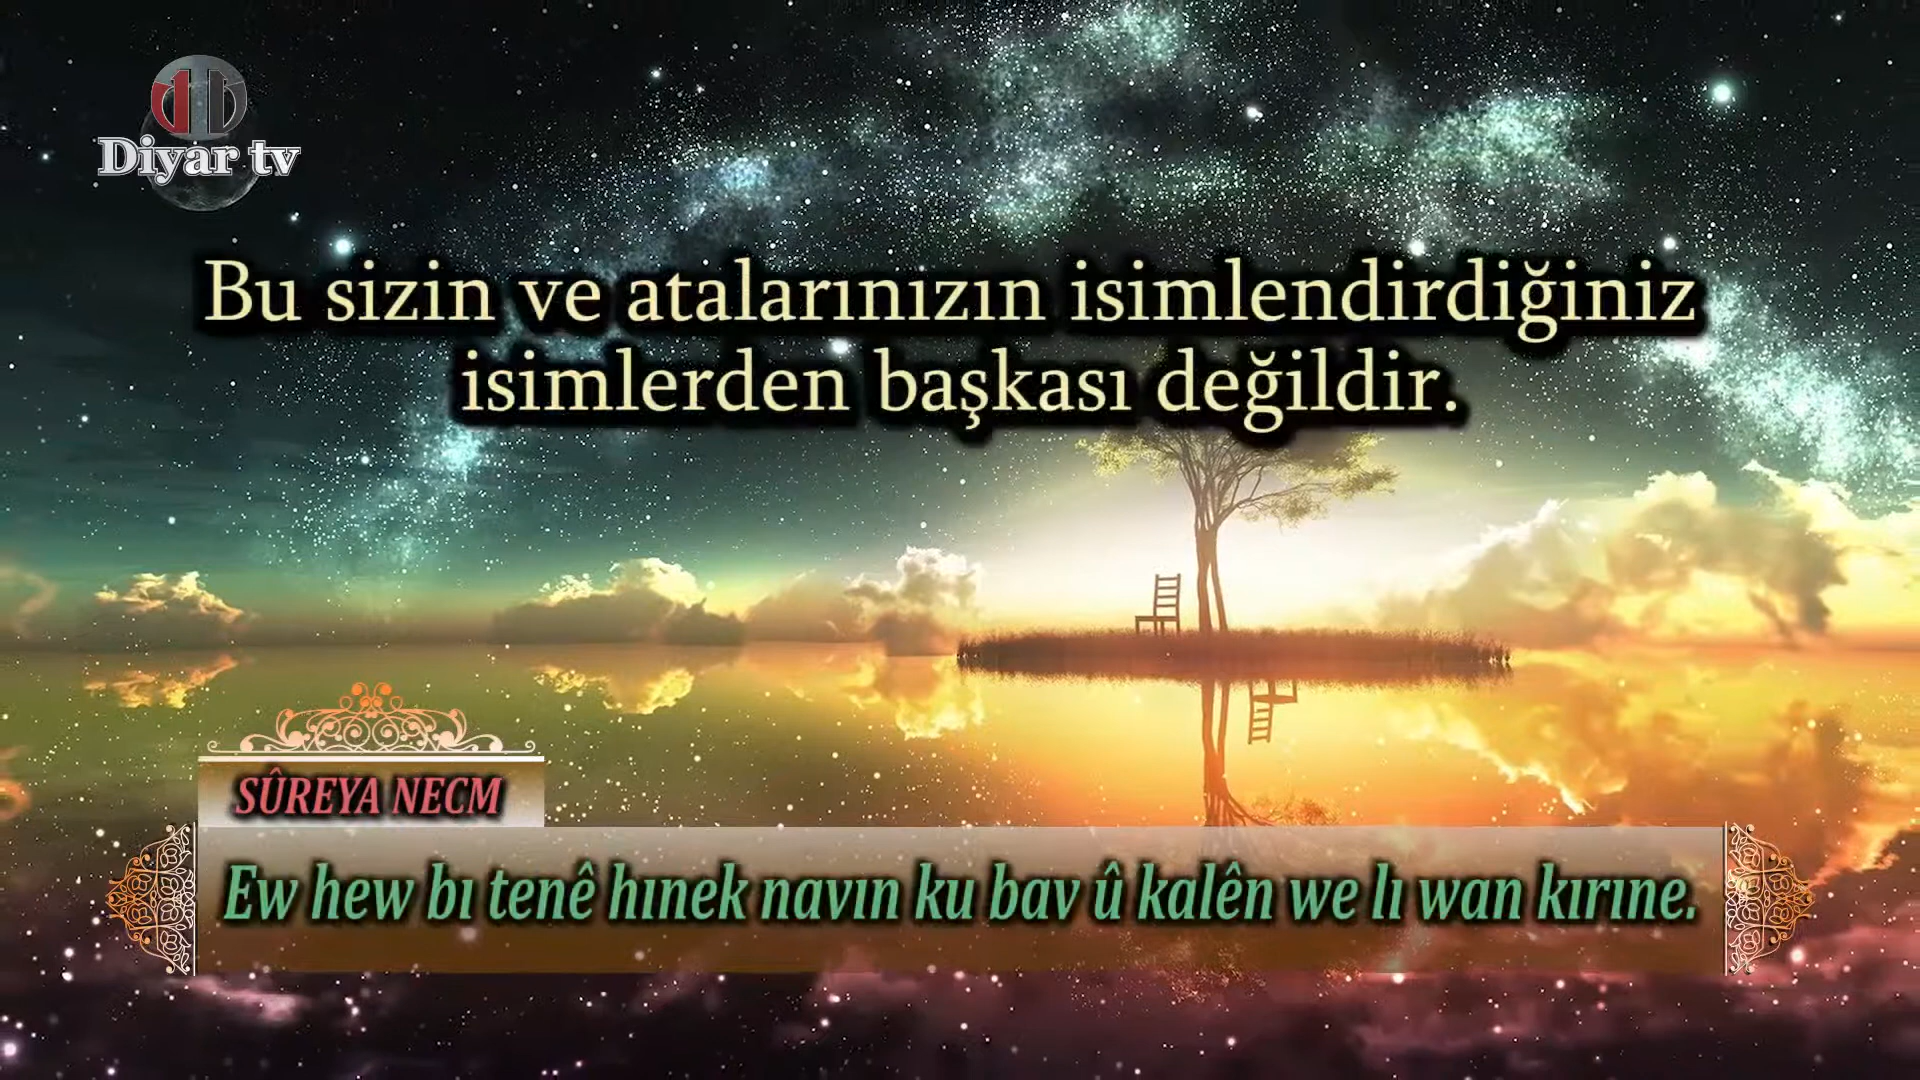 Diyar tv
Bu sizin ve atalarınızın isimlendirdiğiniz
isimlerden başkası değildir.
SÛREYA NECM
Ew hew bı tenê hınek navın ku bav û kalên we lı wan kırıne.